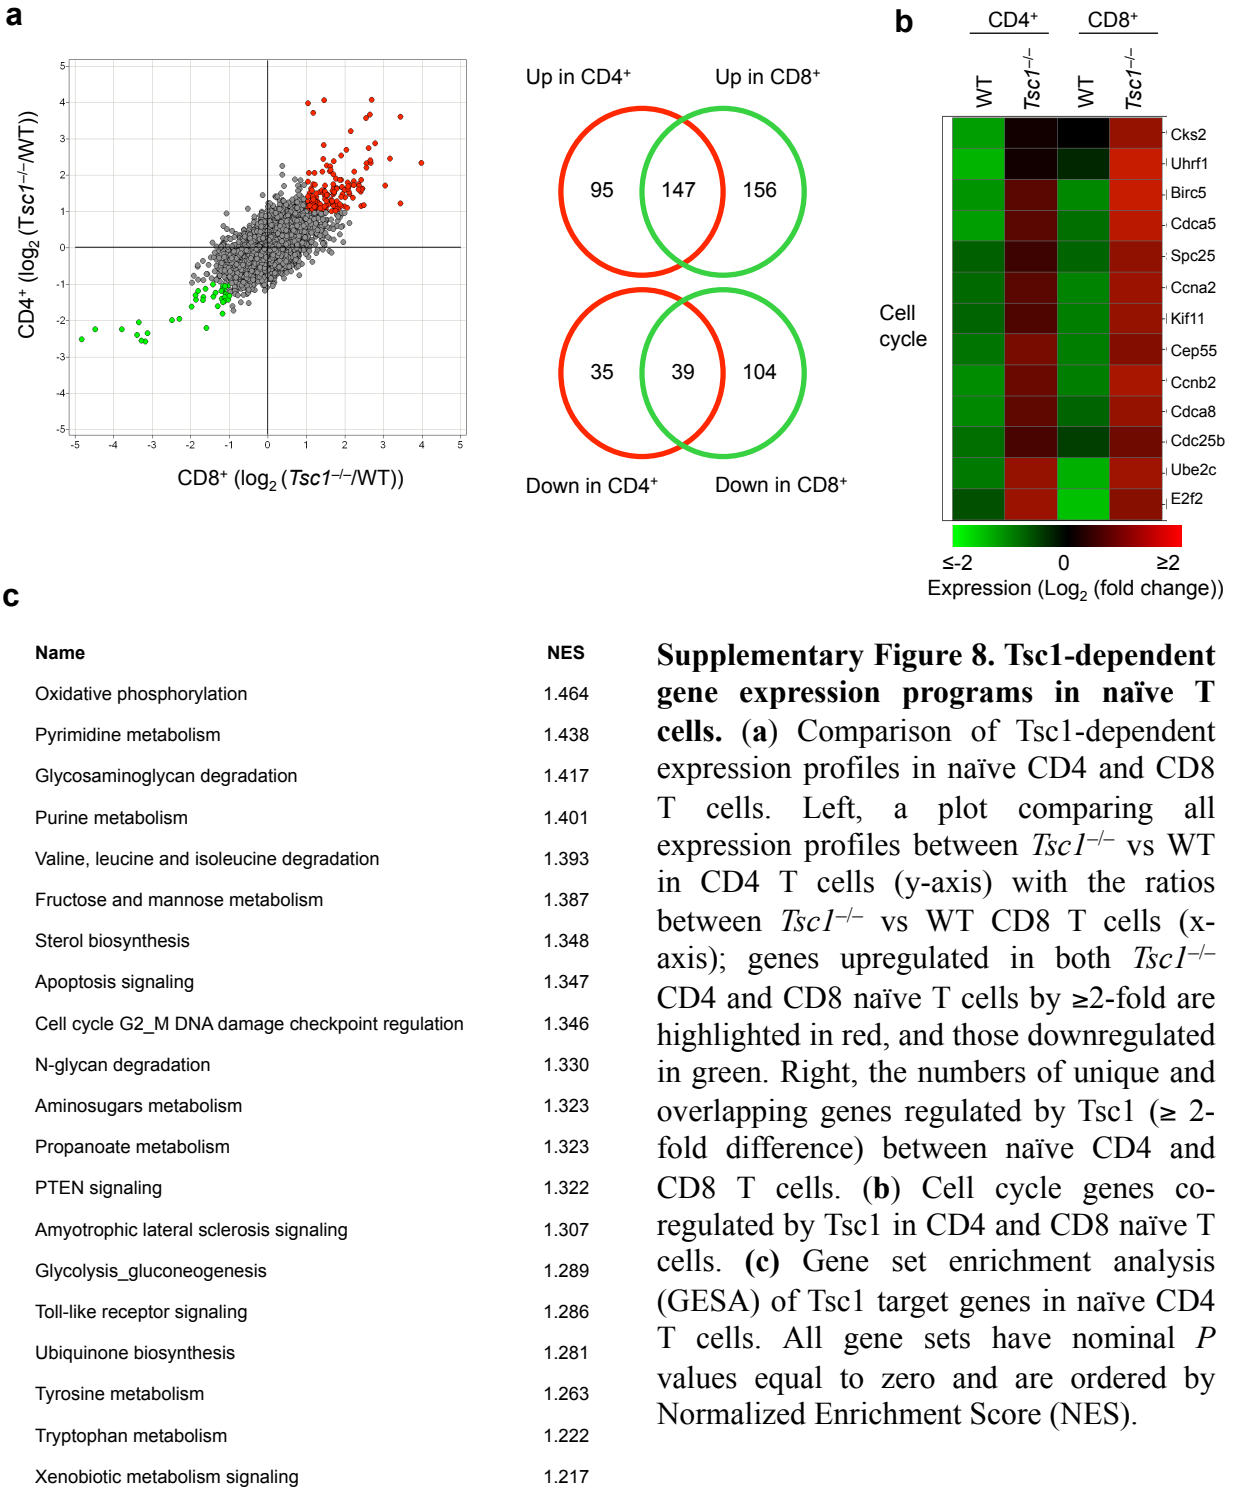 a
CD4⁺ (log₂ (Tsc1⁻/⁻/WT))
5
4
3
2
1
0
-1
-2
-3
-4
-5
-5 -4 -3 -2 -1 0 1 2 3 4 5
CD8⁺ (log₂ (Tsc1⁻/⁻/WT))
Up in CD4⁺ Up in CD8⁺
95 147 156
35 39 104
Down in CD4⁺ Down in CD8⁺
b
CD4⁺ CD8⁺
WT Tsc1⁻/⁻ WT Tsc1⁻/⁻
Cell
cycle
Cks2
Uhrf1
Birc5
Cdca5
Spc25
Ccna2
Kif11
Cep55
Ccnb2
Cdca8
Cdc25b
Ube2c
E2f2
≤-2 0 ≥2
Expression (Log₂ (fold change))
c
Name NES
Oxidative phosphorylation 1.464
Pyrimidine metabolism 1.438
Glycosaminoglycan degradation 1.417
Purine metabolism 1.401
Valine, leucine and isoleucine degradation 1.393
Fructose and mannose metabolism 1.387
Sterol biosynthesis 1.348
Apoptosis signaling 1.347
Cell cycle G2_M DNA damage checkpoint regulation 1.346
N-glycan degradation 1.330
Aminosugars metabolism 1.323
Propanoate metabolism 1.323
PTEN signaling 1.322
Amyotrophic lateral sclerosis signaling 1.307
Glycolysis_gluconeogenesis 1.289
Toll-like receptor signaling 1.286
Ubiquinone biosynthesis 1.281
Tyrosine metabolism 1.263
Tryptophan metabolism 1.222
Xenobiotic metabolism signaling 1.217
Supplementary Figure 8. Tsc1-dependent
gene expression programs in naïve T
cells. (a) Comparison of Tsc1-dependent
expression profiles in naïve CD4 and CD8
T cells. Left, a plot comparing all
expression profiles between Tsc1⁻/⁻ vs WT
in CD4 T cells (y-axis) with the ratios
between Tsc1⁻/⁻ vs WT CD8 T cells (x-
axis); genes upregulated in both Tsc1⁻/⁻
CD4 and CD8 naïve T cells by ≥2-fold are
highlighted in red, and those downregulated
in green. Right, the numbers of unique and
overlapping genes regulated by Tsc1 (≥ 2-
fold difference) between naïve CD4 and
CD8 T cells. (b) Cell cycle genes co-
regulated by Tsc1 in CD4 and CD8 naïve T
cells. (c) Gene set enrichment analysis
(GESA) of Tsc1 target genes in naïve CD4
T cells. All gene sets have nominal P
values equal to zero and are ordered by
Normalized Enrichment Score (NES).